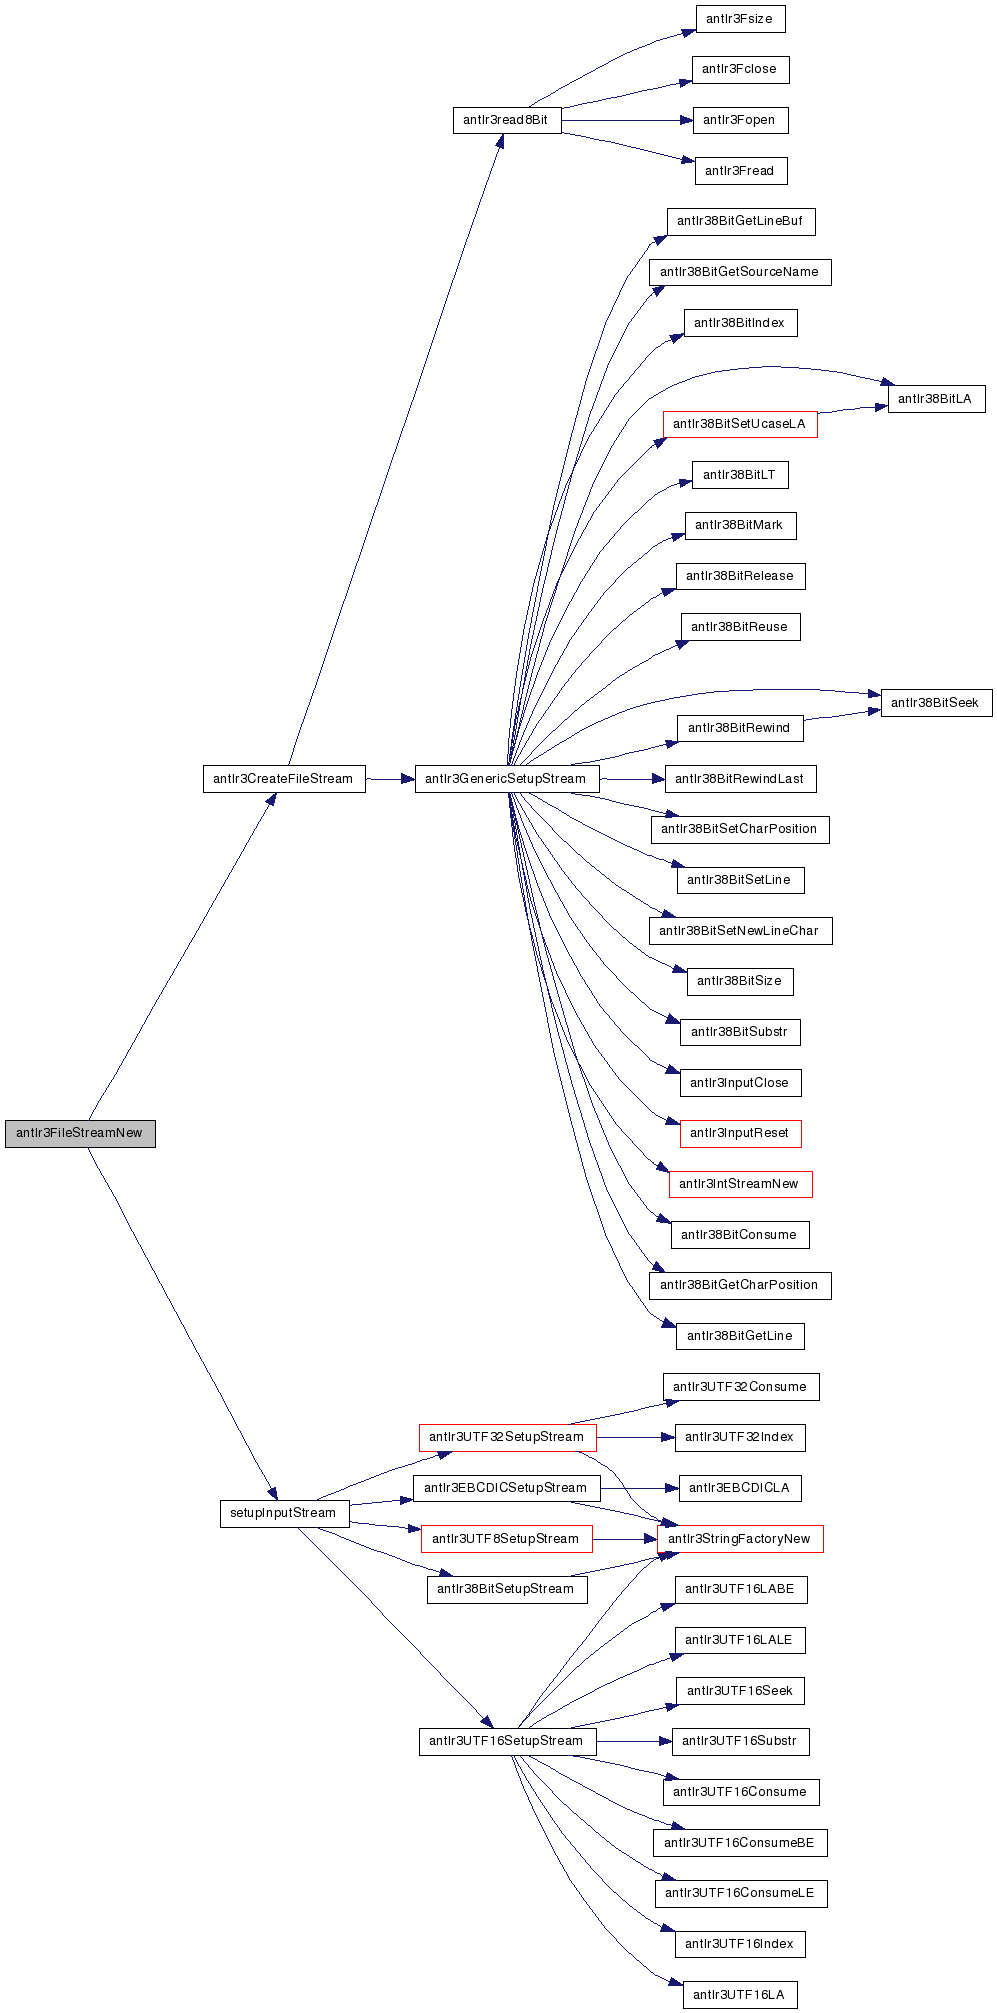 antlr3Fsize
antlr3Fclose
antlr3read8Bit
antlr3Fopen
antlr3Fread
antlr38BitGetLineBuf
antlr38BitGetSourceName
antlr38BitIndex
antlr38BitLA
antlr38BitSetUcaseLA
antlr38BitLT
antlr38BitMark
antlr38BitRelease
antlr38BitReuse
antlr38BitSeek
antlr38BitRewind
antlr3CreateFileStream
antlr3GenericSetupStream
antlr38BitRewindLast
antlr38BitSetCharPosition
antlr38BitSetLine
antlr38BitSetNewLineChar
antlr38BitSize
antlr38BitSubstr
antlr3InputClose
antlr3FileStreamNew
antlr3InputReset
antlr3IntStreamNew
antlr38BitConsume
antlr38BitGetCharPosition
antlr38BitGetLine
antlr3UTF32Consume
antlr3UTF32SetupStream
antlr3UTF32Index
antlr3EBCDICSetupStream
antlr3EBCDICLA
setupInputStream
antlr3UTF8SetupStream
antlr3StringFactoryNew
antlr38BitSetupStream
antlr3UTF16LABE
antlr3UTF16LALE
antlr3UTF16Seek
antlr3UTF16SetupStream
antlr3UTF16Substr
antlr3UTF16Consume
antlr3UTF16ConsumeBE
antlr3UTF16ConsumeLE
antlr3UTF16Index
antlr3UTF16LA